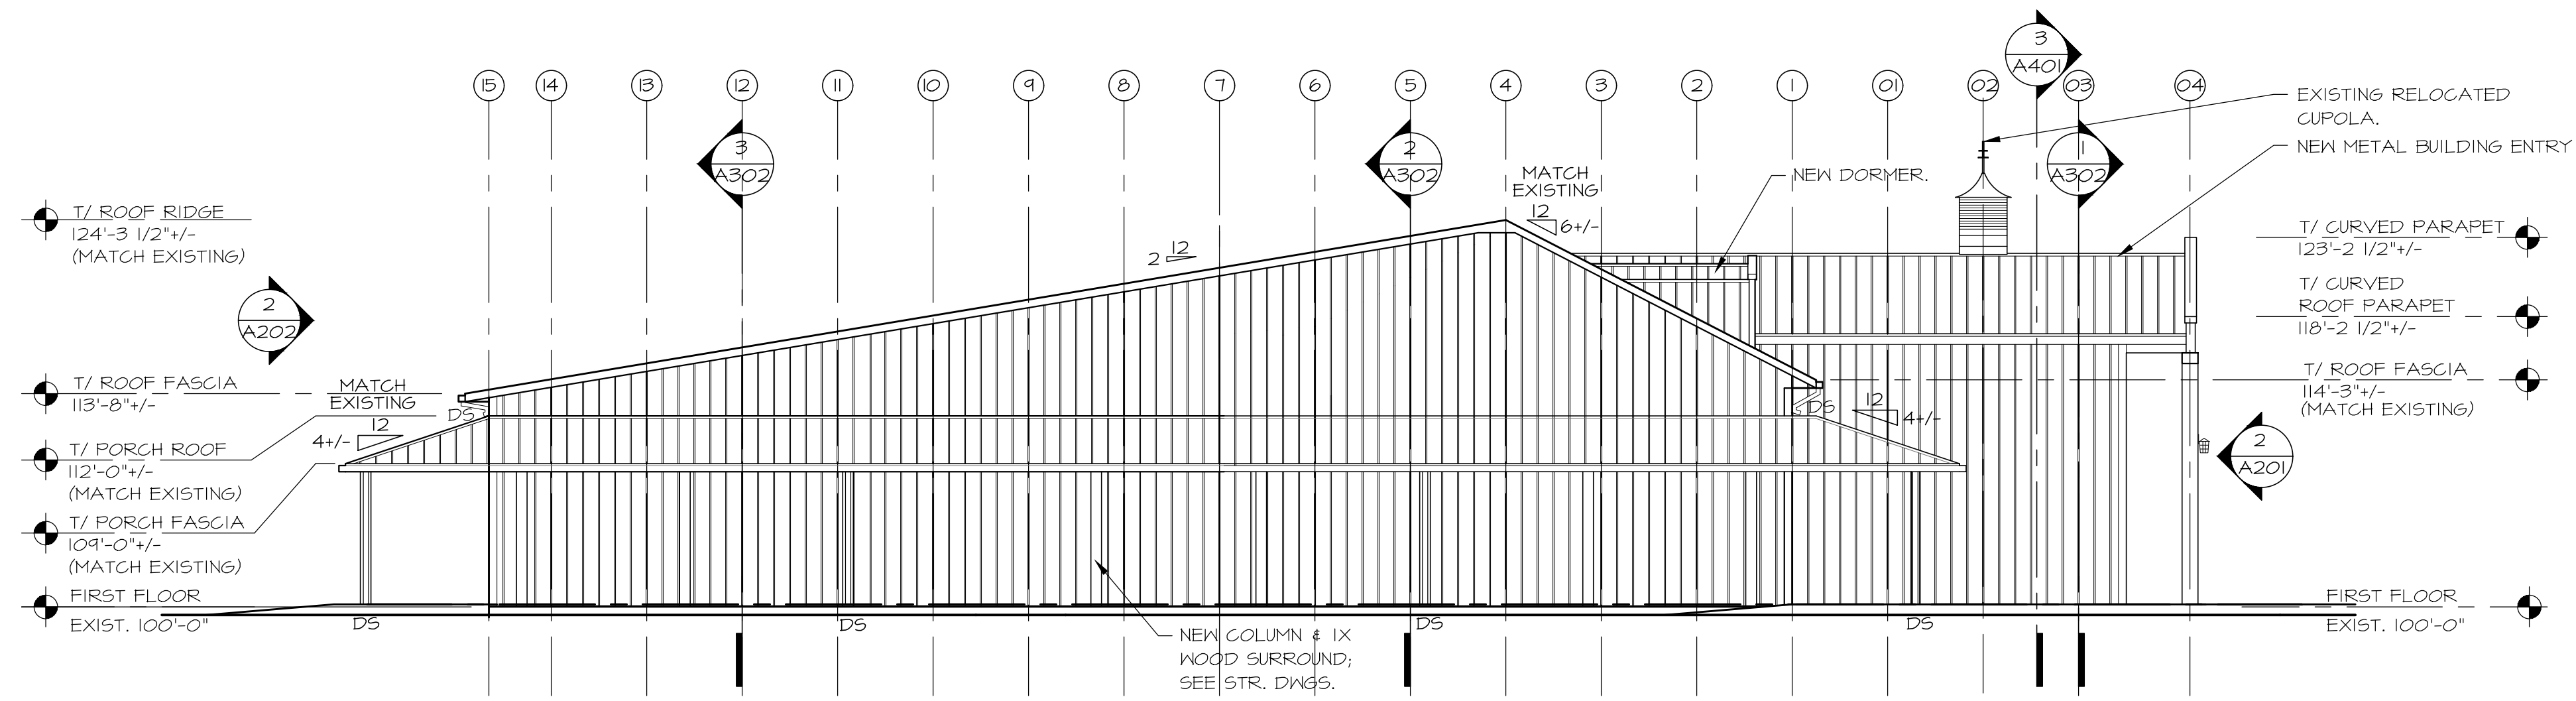 3
A401
15
14
13
12
11
10
9
8
7
6
5
4
3
2
1
01
02
03
04
EXISTING RELOCATED
CUPOLA.
NEW METAL BUILDING ENTRY
3
A302
2
A302
1
A302
MATCH
EXISTING
12
6+/-
NEW DORMER.
2
12
T/ ROOF RIDGE
124'-3 1/2"+/-
(MATCH EXISTING)
2
A202
T/ ROOF FASCIA
113'-8"+/-
MATCH
EXISTING
DS
12
4+/-
T/ PORCH ROOF
112'-0"+/-
(MATCH EXISTING)
T/ PORCH FASCIA
109'-0"+/-
(MATCH EXISTING)
FIRST FLOOR
EXIST. 100'-0"
T/ CURVED PARAPET
123'-2 1/2"+/-
T/ CURVED
ROOF PARAPET
118'-2 1/2"+/-
T/ ROOF FASCIA
114'-3"+/-
(MATCH EXISTING)
DS
12
4+/-
2
A201
FIRST FLOOR
EXIST. 100'-0"
DS
DS
DS
DS
NEW COLUMN & 1X
WOOD SURROUND;
SEE STR. DWGS.